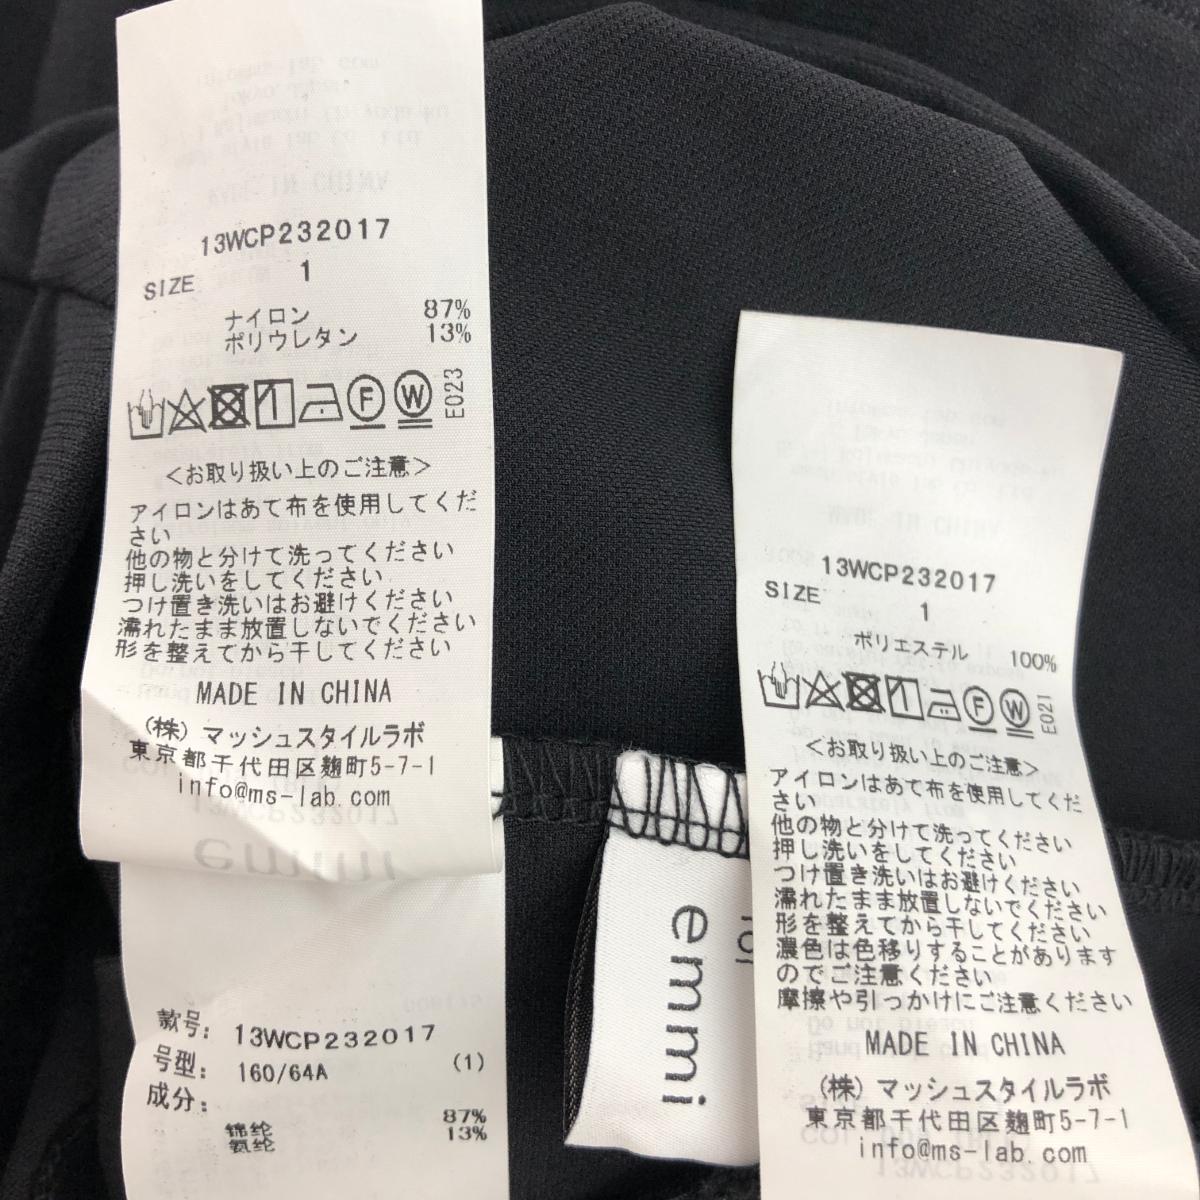 13WCP232017
SIZE 1
ナイロン 87%
ポリウレタン 13%
F W E023
<お取り扱い上のご注意>
アイロンはあて布を使用してくだ
さい
他の物と分けて洗ってください
押し洗いをしてください
つけ置き洗いはお避けください
濡れたまま放置しないでください
形を整えてから干してください
MADE IN CHINA
(株) マッシュスタイルラボ
東京都千代田区麹町5-7-1
info@ms-lab.com
款号: 13WCP232017
号型: 160/64A (1)
成分:
锦纶 87%
氨纶 13%
emmi
13WCP232017
SIZE 1
ポリエステル 100%
F W E021
<お取り扱い上のご注意>
アイロンはあて布を使用してくだ
さい
他の物と分けて洗ってください
押し洗いをしてください
つけ置き洗いはお避けください
濡れたまま放置しないでください
形を整えてから干してください
濃色は色移りすることがあります
のでご注意ください
摩擦や引っかけにご注意ください
MADE IN CHINA
(株) マッシュスタイルラボ
東京都千代田区麹町5-7-1
info@ms-lab.com